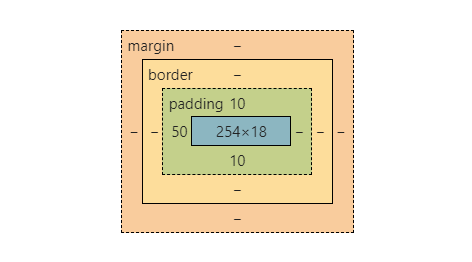 margin –
border –
padding 10
– – 50 254×18 – – –
10
–
–